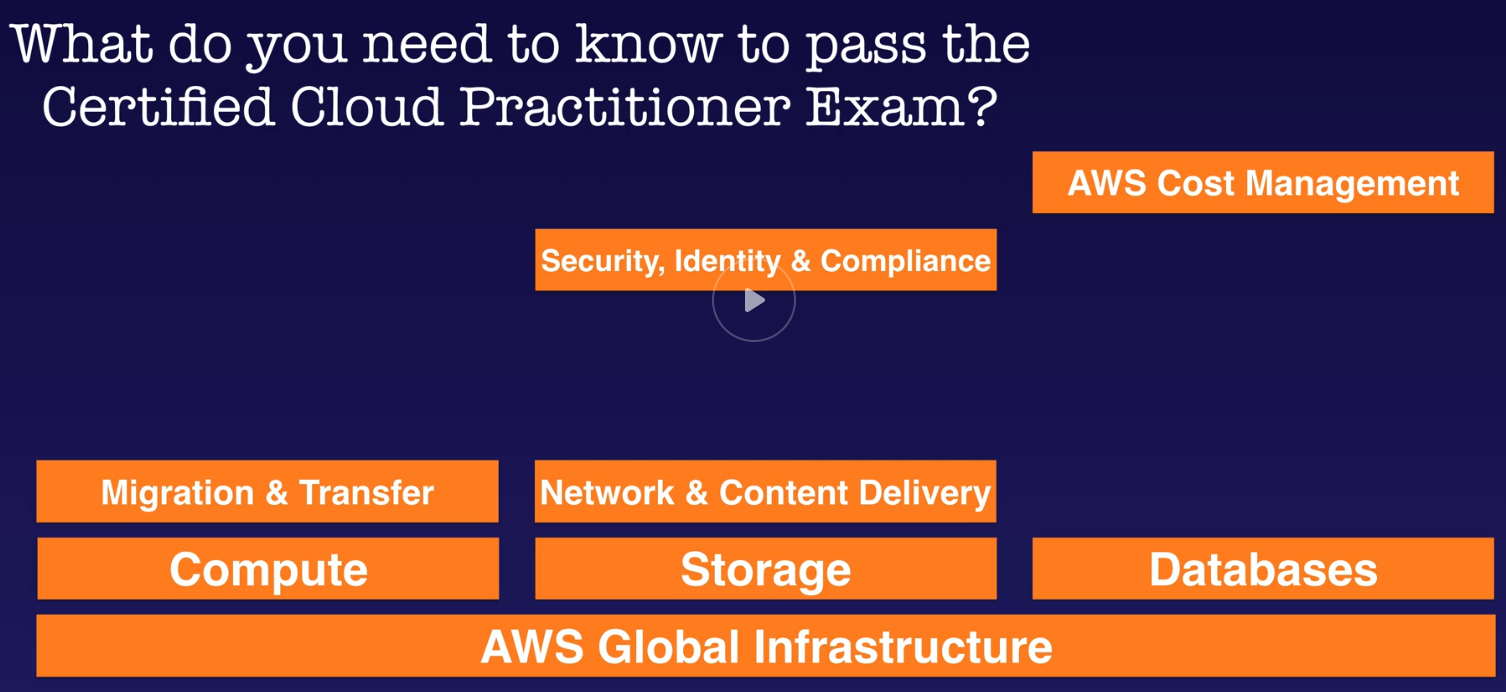 What do you need to know to pass the
Certified Cloud Practitioner Exam?
AWS Cost Management
Security, Identity & Compliance
Migration & Transfer
Network & Content Delivery
Compute
Storage
Databases
AWS Global Infrastructure